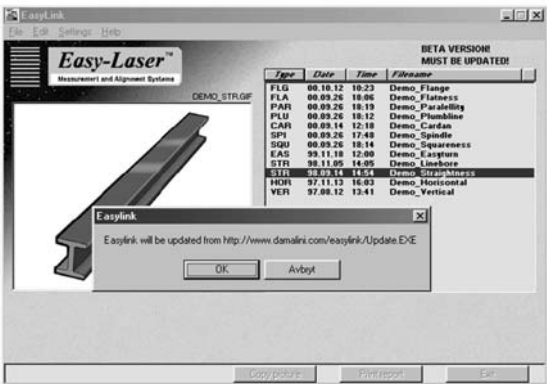 EasyLink
File Edit Settings Help
Easy-Laser™
Measurement and Alignment Systems
BETA VERSION!
MUST BE UPDATED!
DEMO_STR.GIF
Type Date Time Filename
FLG 00.10.12 10:23 Demo_Flange
FLA 00.09.26 18:06 Demo_Flatness
PAR 00.09.26 18:19 Demo_Paralellity
PLU 00.09.26 18:12 Demo_Plumbline
CAR 00.09.14 12:18 Demo_Cardan
SPI 00.09.26 17:48 Demo_Spindle
SQU 00.09.26 18:14 Demo_Squareness
EAS 99.11.18 12:00 Demo_Easyturn
STR 98.11.05 14:05 Demo_Linebore
STR 98.09.14 14:54 Demo_Straightness
HOR 97.11.13 16:03 Demo_Horisontal
VER 97.08.12 13:41 Demo_Vertical
Easylink
Easylink will be updated from http://www.damalini.com/easylink/Update.EXE
OK Avbryt
Copy picture Print report Exit